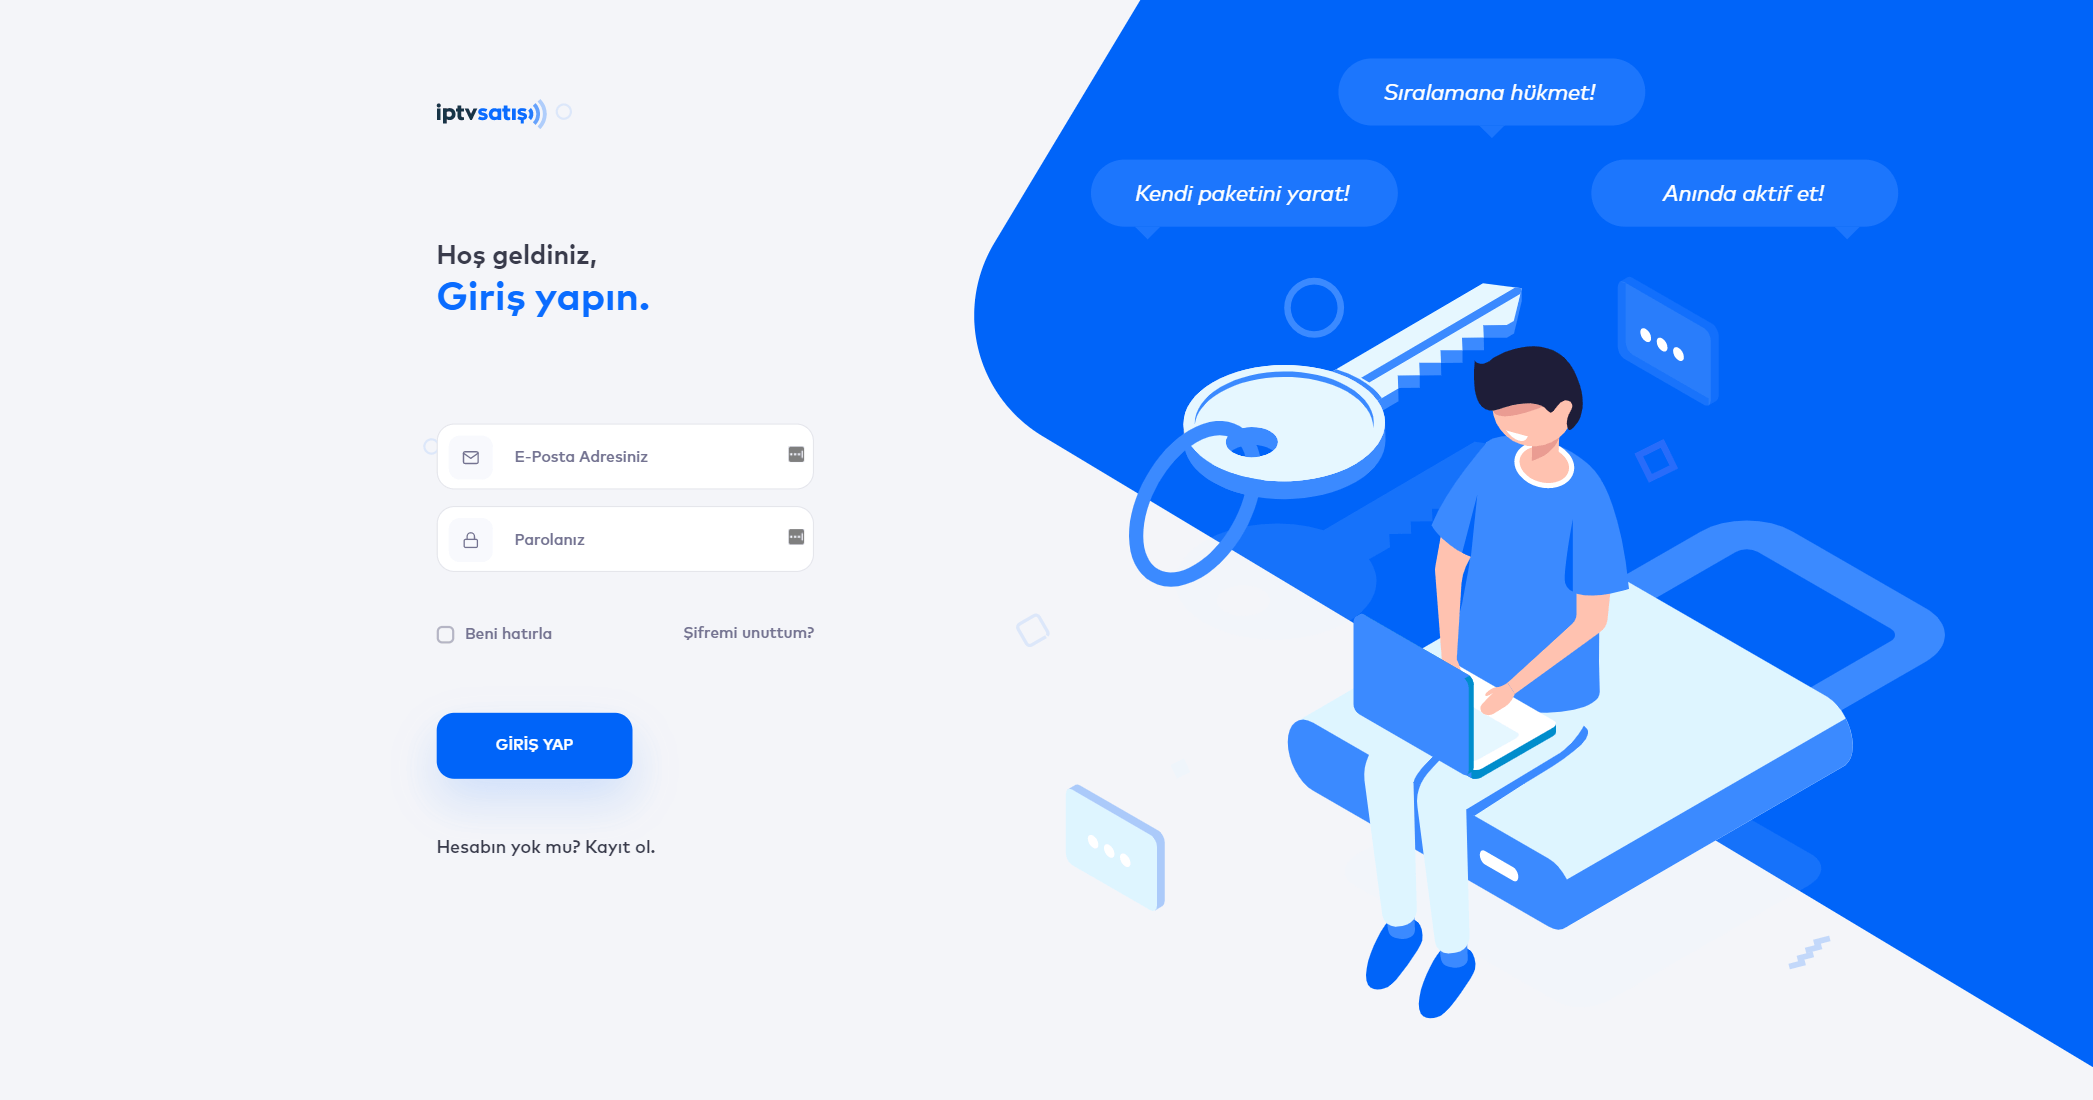 iptvsatış
Hoş geldiniz,
Giriş yapın.
E-Posta Adresiniz
Parolanız
Beni hatırla
Şifremi unuttum?
GİRİŞ YAP
Hesabın yok mu? Kayıt ol.
Sıralamana hükmet!
Kendi paketini yarat!
Anında aktif et!